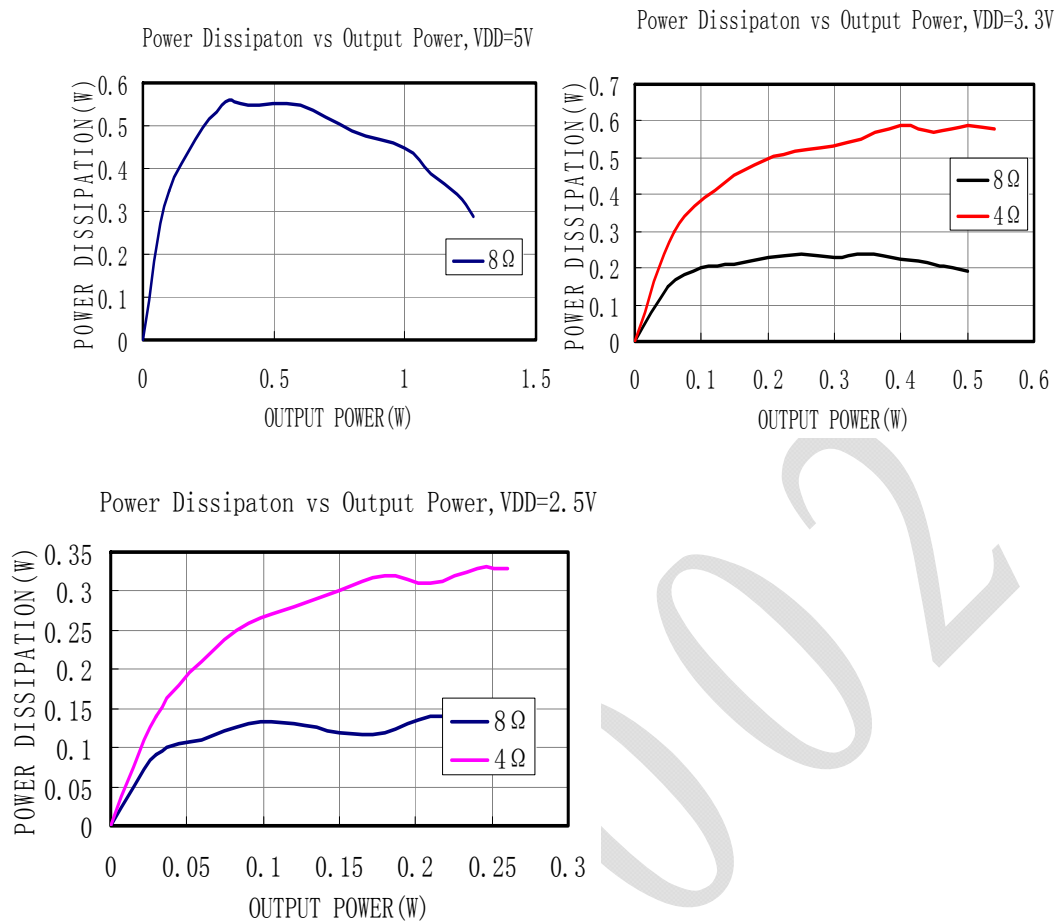 Power Dissipaton vs Output Power, VDD=5V
POWER DISSIPATION(W)
0.6
0.5
0.4
0.3
0.2
0.1
0
0 0.5 1 1.5
OUTPUT POWER(W)
8Ω
Power Dissipaton vs Output Power, VDD=3.3V
POWER DISSIPATION(W)
0.7
0.6
0.5
0.4
0.3
0.2
0.1
0
0 0.1 0.2 0.3 0.4 0.5 0.6
OUTPUT POWER(W)
8Ω
4Ω
Power Dissipaton vs Output Power, VDD=2.5V
POWER DISSIPATION(W)
0.35
0.3
0.25
0.2
0.15
0.1
0.05
0
0 0.05 0.1 0.15 0.2 0.25 0.3
OUTPUT POWER(W)
8Ω
4Ω
002